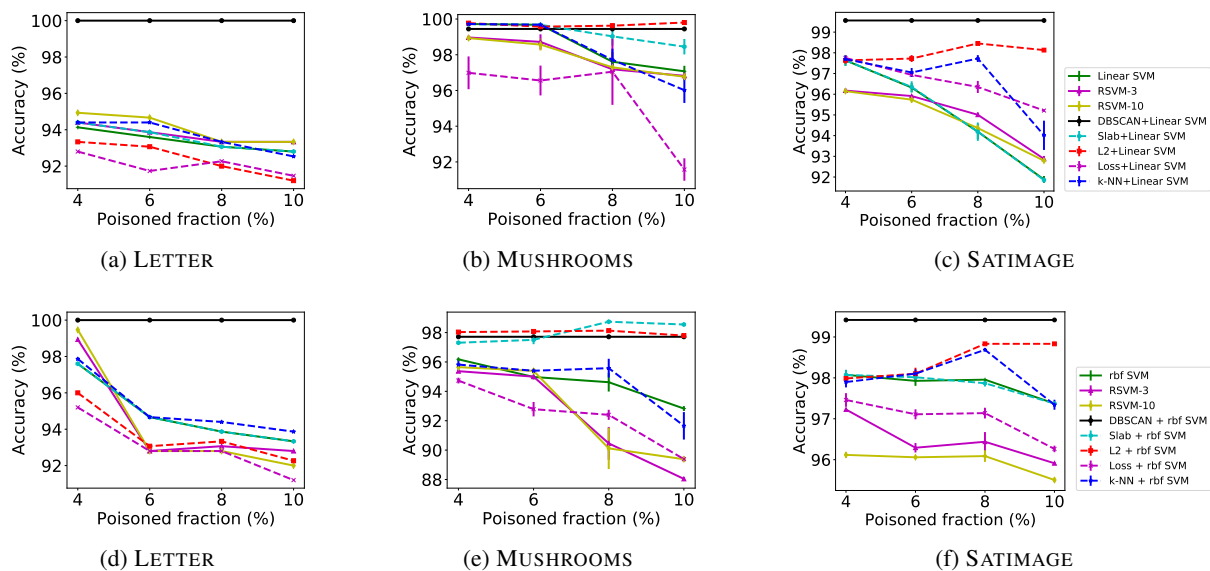 100
98
96
94
92
Accuracy (%)
4 6 8 10
Poisoned fraction (%)
(a) LETTER
100
98
96
94
92
Accuracy (%)
4 6 8 10
Poisoned fraction (%)
(b) MUSHROOMS
99
98
97
96
95
94
93
92
Accuracy (%)
4 6 8 10
Poisoned fraction (%)
(c) SATIMAGE
Linear SVM
RSVM-3
RSVM-10
DBSCAN+Linear SVM
Slab+Linear SVM
L2+Linear SVM
Loss+Linear SVM
k-NN+Linear SVM
100
98
96
94
92
Accuracy (%)
4 6 8 10
Poisoned fraction (%)
(d) LETTER
98
96
94
92
90
88
Accuracy (%)
4 6 8 10
Poisoned fraction (%)
(e) MUSHROOMS
99
98
97
96
Accuracy (%)
4 6 8 10
Poisoned fraction (%)
(f) SATIMAGE
rbf SVM
RSVM-3
RSVM-10
DBSCAN + rbf SVM
Slab + rbf SVM
L2 + rbf SVM
Loss + rbf SVM
k-NN + rbf SVM